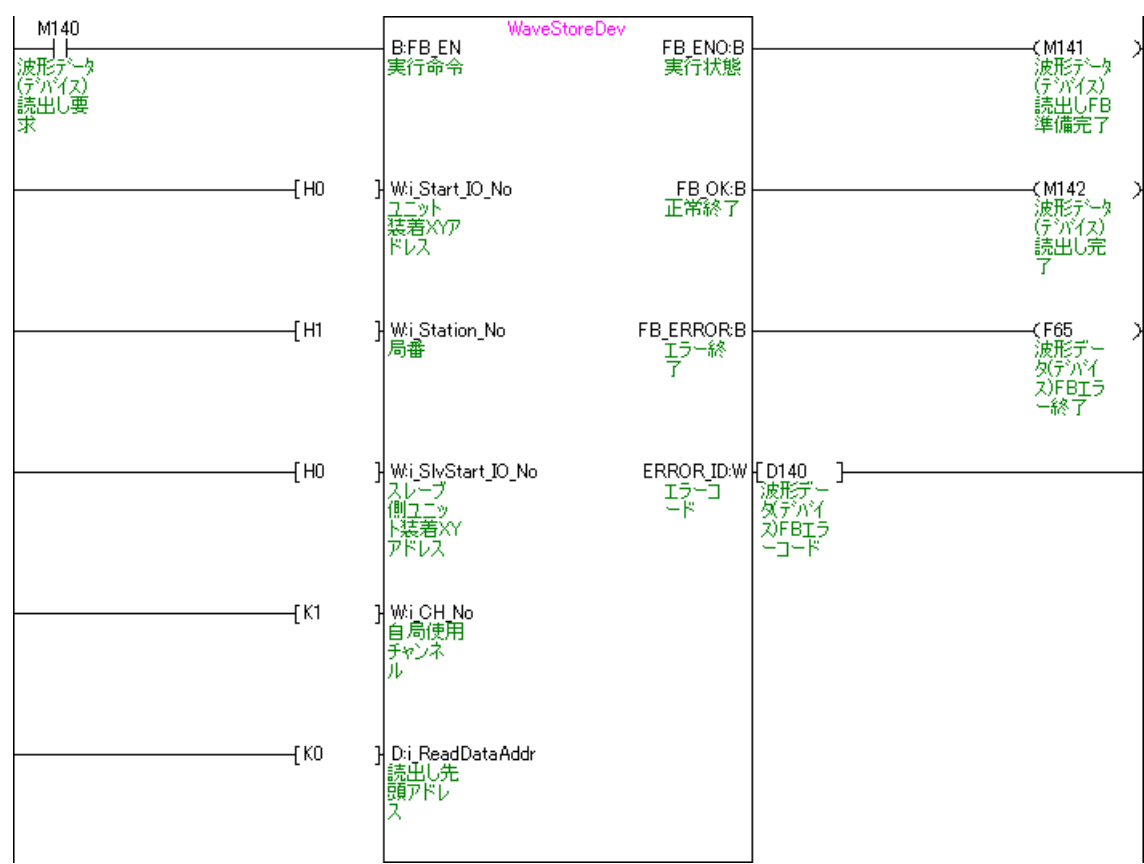 M140
波形データ
(デバイス)
読出し要
求
WaveStoreDev
B:FB_EN
実行命令
FB_ENO:B
実行状態
M141
波形データ
(デバイス)
読出しFB
準備完了
H0
W:i_Start_IO_No
ユニット
装着XYア
ドレス
FB_OK:B
正常終了
M142
波形データ
(デバイス)
読出し完
了
H1
W:i_Station_No
局番
FB_ERROR:B
エラー終
了
F65
波形デー
タ(デバイ
ス)FBエラ
ー終了
H0
W:i_SlvStart_IO_No
スレーブ
側ユニッ
ト装着XY
アドレス
ERROR_ID:W
エラーコ
ード
D140
波形デー
タ(デバイ
ス)FBエラ
ーコード
K1
W:i_CH_No
自局使用
チャンネ
ル
K0
D:i_ReadDataAddr
読出し先
頭アドレ
ス